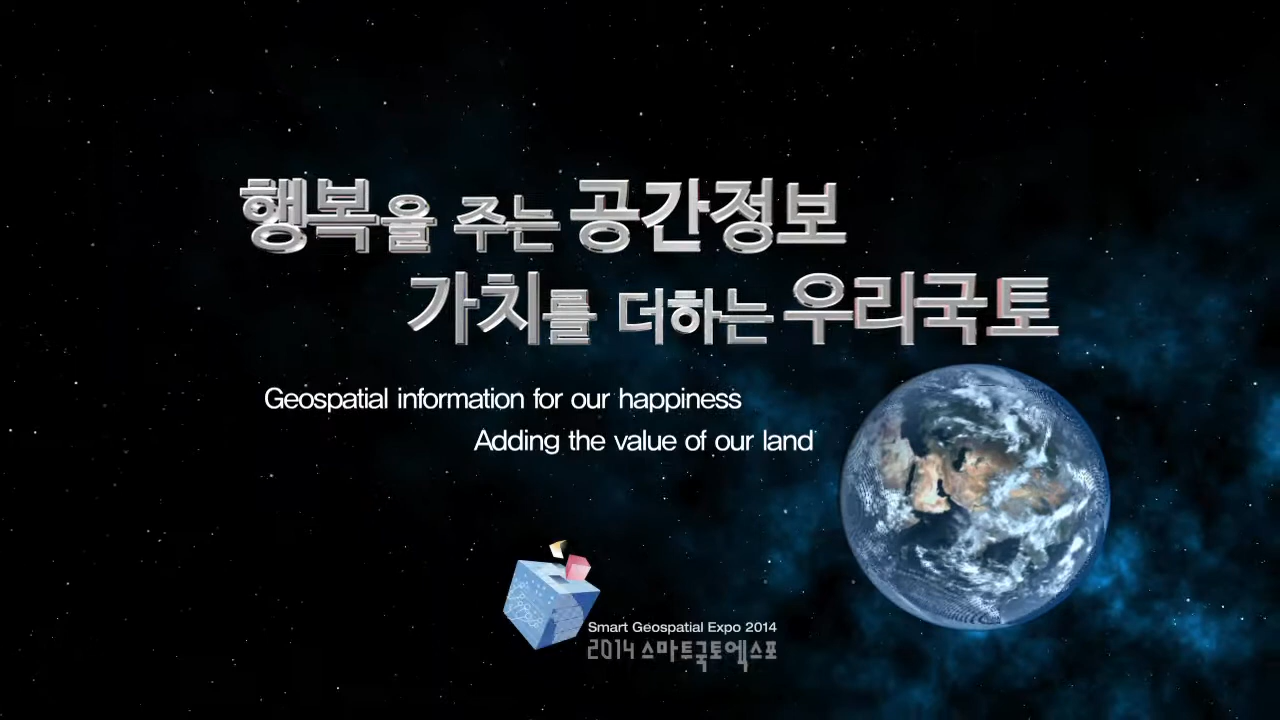 행복을 주는 공간정보
가치를 더하는 우리국토
Geospatial information for our happiness
Adding the value of our land
Smart Geospatial Expo 2014
2014 스마트국토엑스포